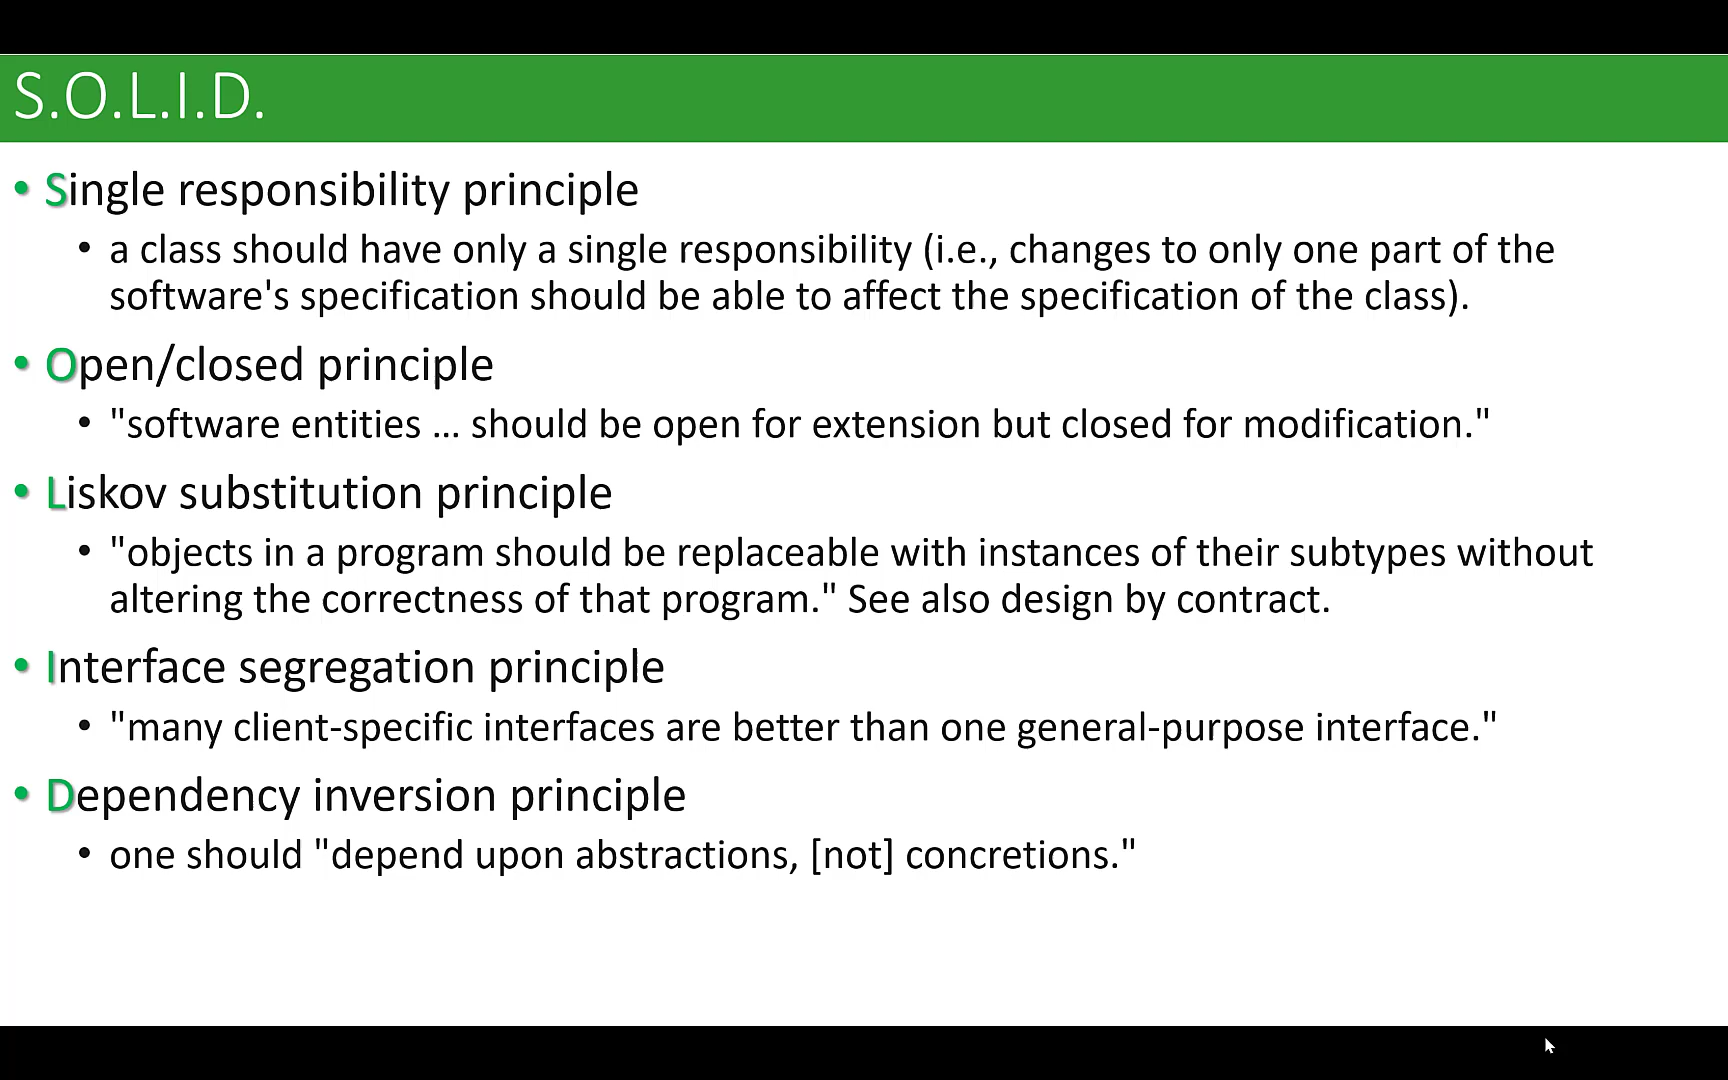 S.O.L.I.D.
• Single responsibility principle
• a class should have only a single responsibility (i.e., changes to only one part of the
software's specification should be able to affect the specification of the class).
• Open/closed principle
• "software entities … should be open for extension but closed for modification."
• Liskov substitution principle
• "objects in a program should be replaceable with instances of their subtypes without
altering the correctness of that program." See also design by contract.
• Interface segregation principle
• "many client-specific interfaces are better than one general-purpose interface."
• Dependency inversion principle
• one should "depend upon abstractions, [not] concretions."